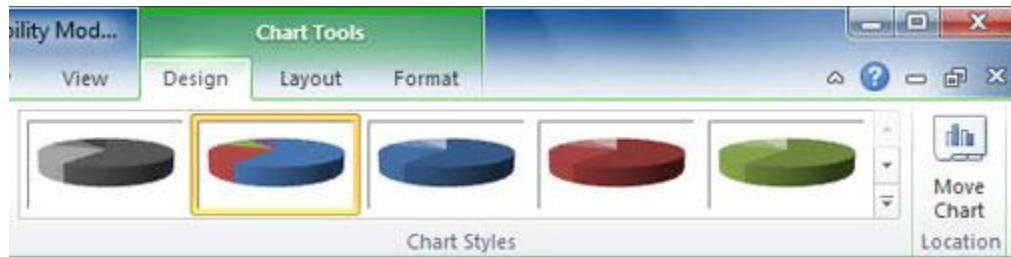 ility Mod...
Chart Tools
View
Design
Layout
Format
?
Move
Chart
Chart Styles
Location